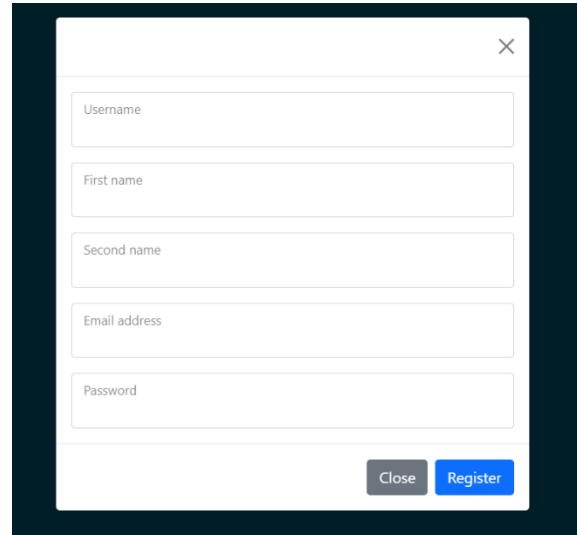 Username
First name
Second name
Email address
Password
Close Register